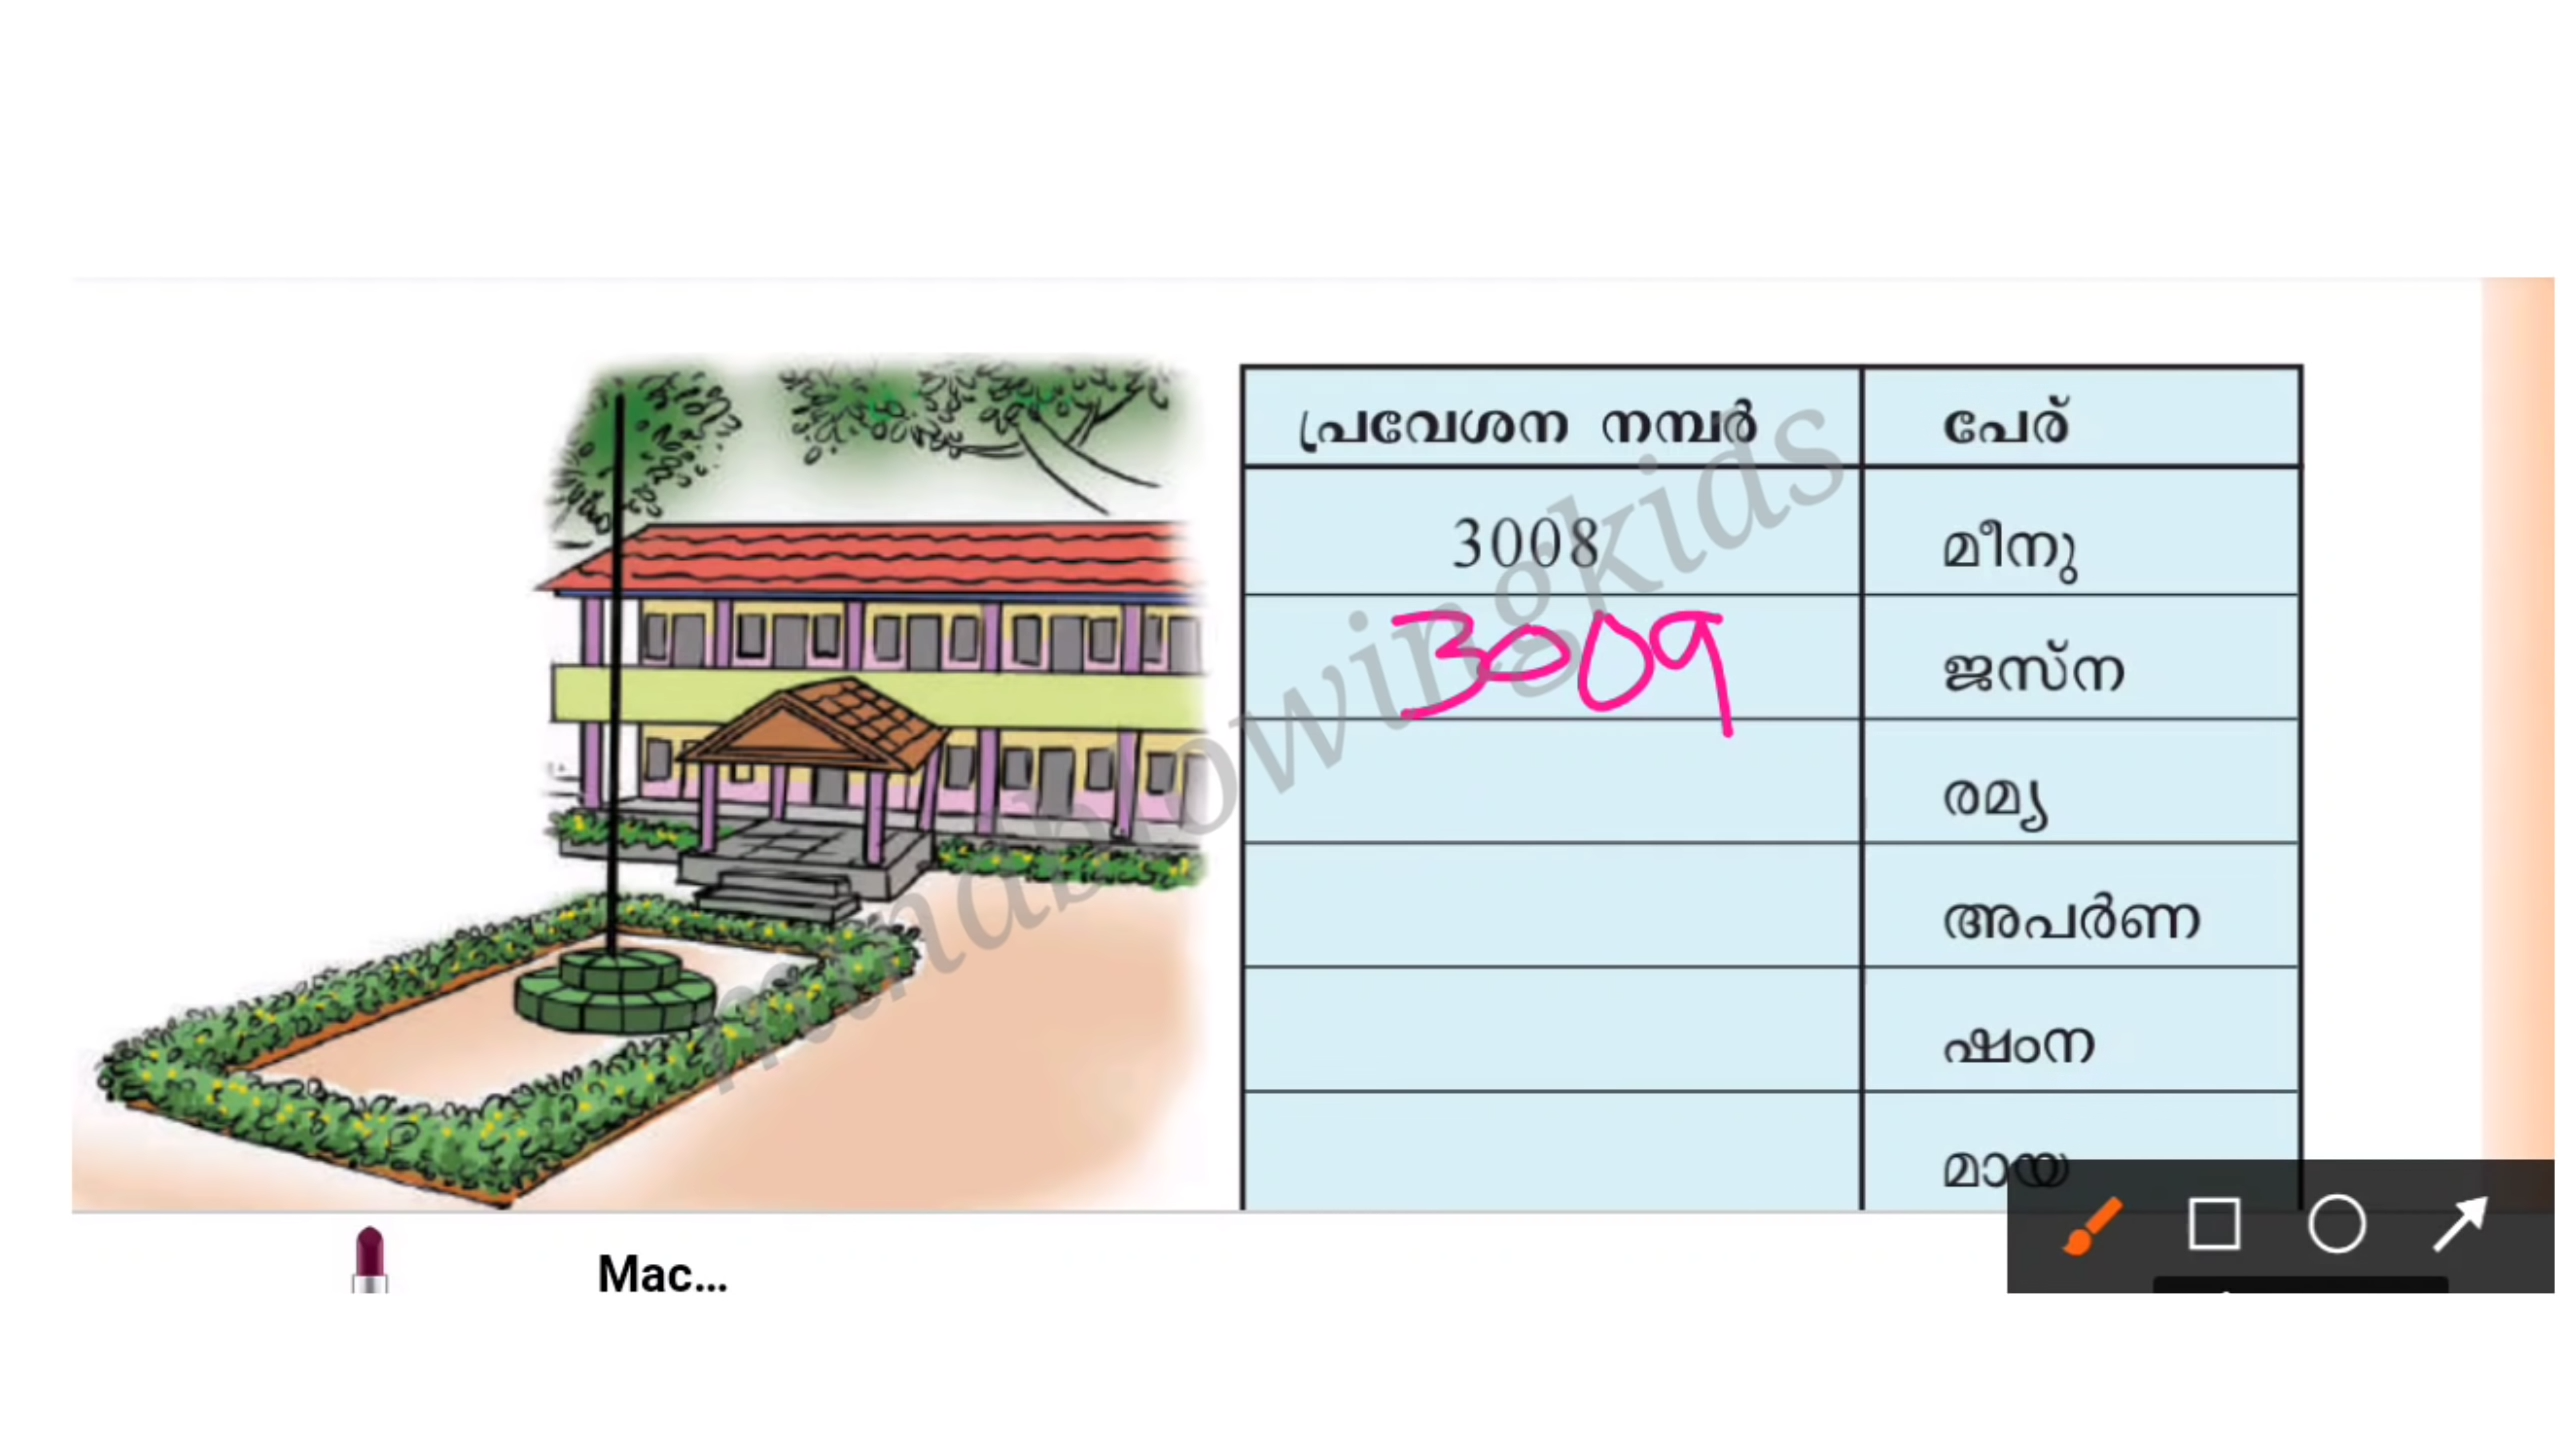 പ്രവേശന നമ്പർ പേര്
3008 മീനു
3009 ജസ്ന
രമ്യ
അപർണ
ഷംന
മായ
Mac...